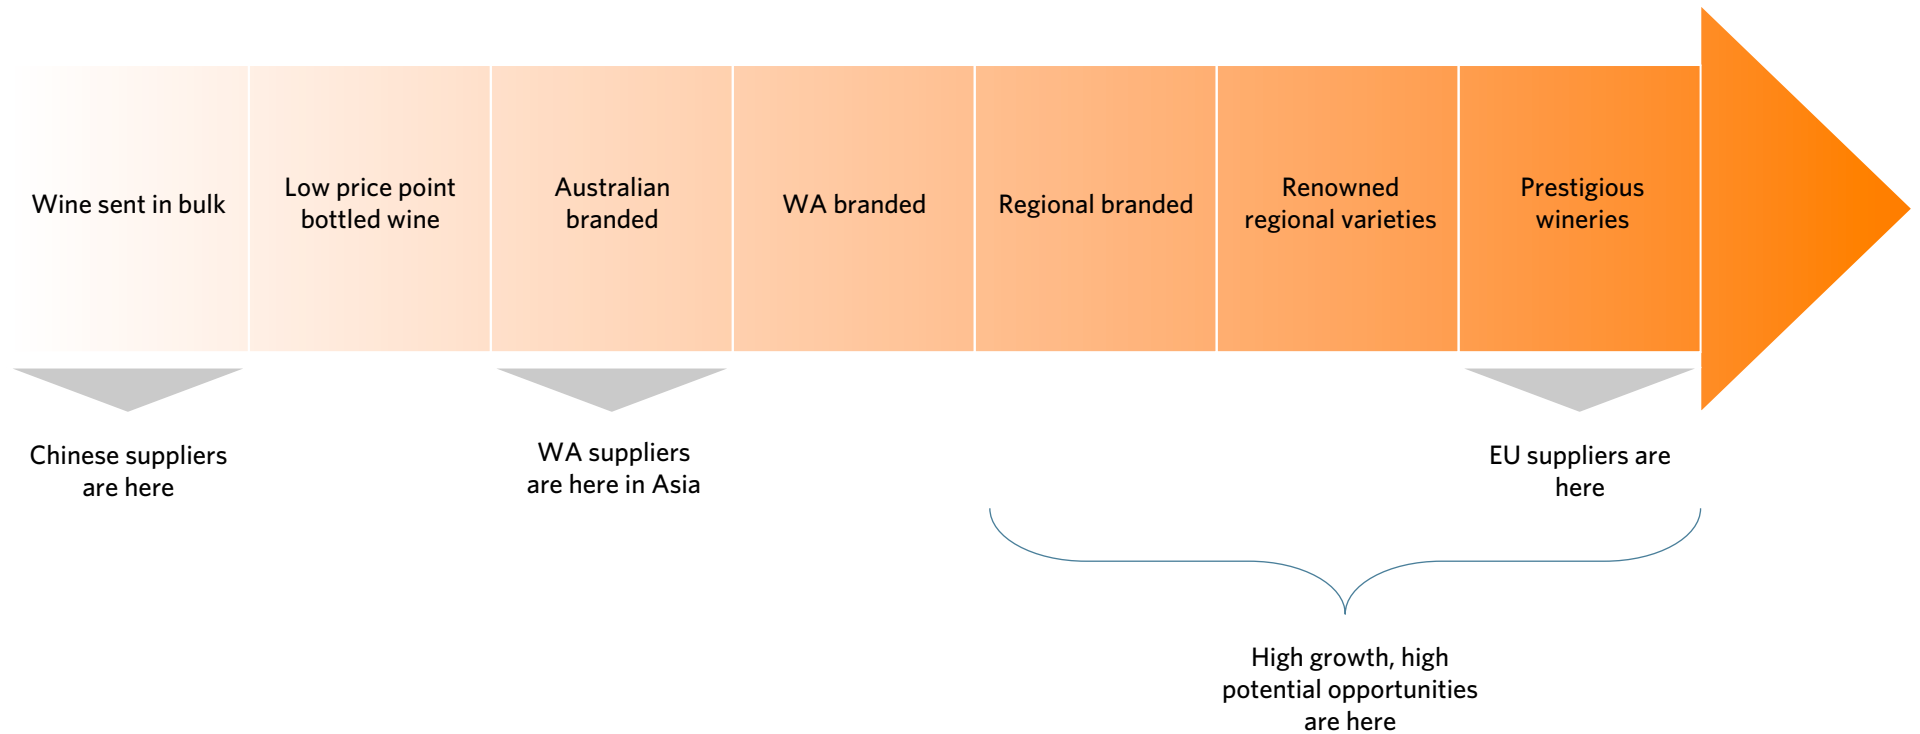 Wine sent in bulk
Low price point
bottled wine
Australian
branded
WA branded
Regional branded
Renowned
regional varieties
Prestigious
wineries
Chinese suppliers
are here
WA suppliers
are here in Asia
EU suppliers are
here
High growth, high
potential opportunities
are here